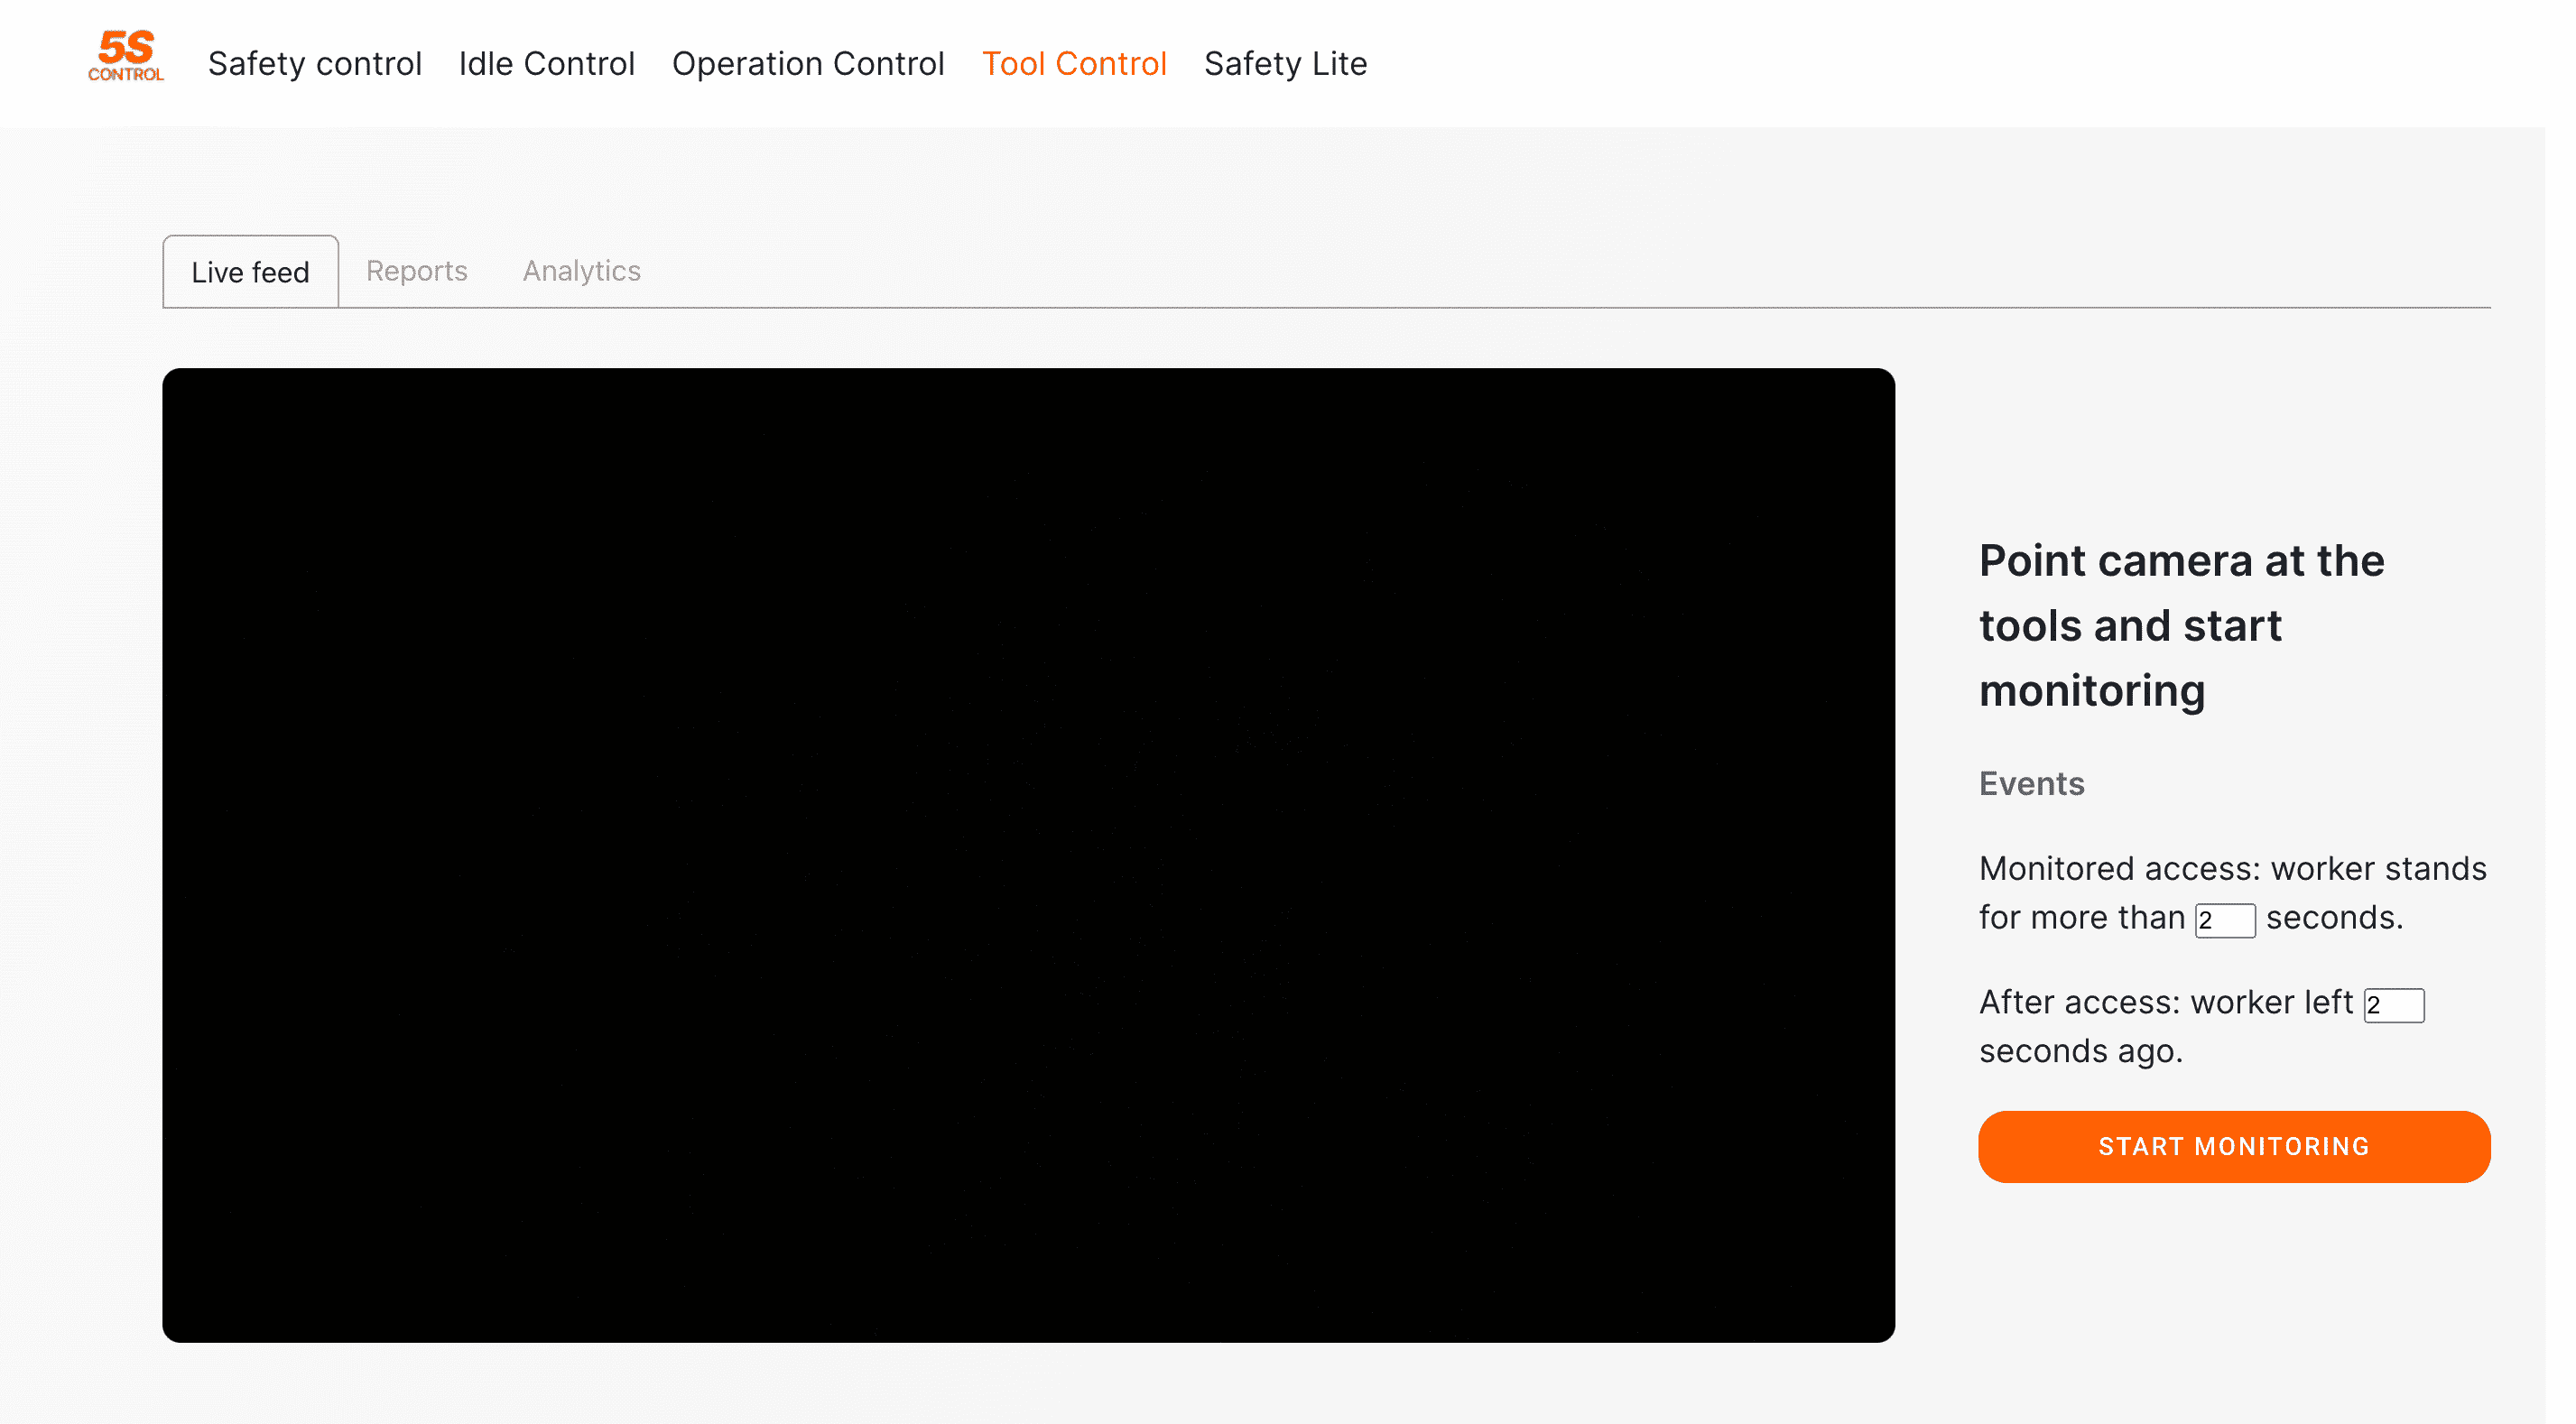 5S
CONTROL
Safety control Idle Control Operation Control Tool Control Safety Lite
Live feed Reports Analytics
Point camera at the
tools and start
monitoring
Events
Monitored access: worker stands
for more than 2 seconds.
After access: worker left 2
seconds ago.
START MONITORING